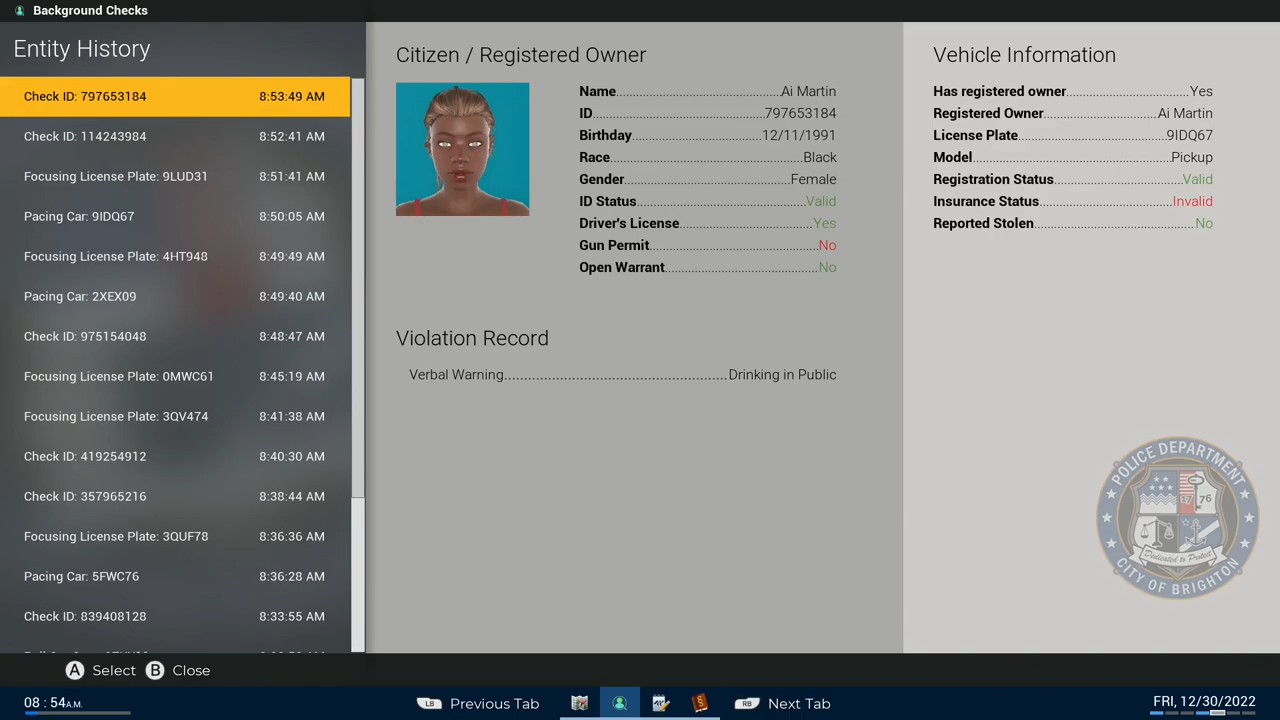 Background Checks
Entity History
Check ID: 797653184 8:53:49 AM
Check ID: 114243984 8:52:41 AM
Focusing License Plate: 9LUD31 8:51:41 AM
Pacing Car: 9IDQ67 8:50:05 AM
Focusing License Plate: 4HT948 8:49:49 AM
Pacing Car: 2XEX09 8:49:40 AM
Check ID: 975154048 8:48:47 AM
Focusing License Plate: 0MWC61 8:45:19 AM
Focusing License Plate: 3QV474 8:41:38 AM
Check ID: 419254912 8:40:30 AM
Check ID: 357965216 8:38:44 AM
Focusing License Plate: 3QUF78 8:36:36 AM
Pacing Car: 5FWC76 8:36:28 AM
Check ID: 839408128 8:33:55 AM
Citizen / Registered Owner
Name Ai Martin
ID 797653184
Birthday 12/11/1991
Race Black
Gender Female
ID Status Valid
Driver's License Yes
Gun Permit No
Open Warrant No
Violation Record
Verbal Warning Drinking in Public
Vehicle Information
Has registered owner Yes
Registered Owner Ai Martin
License Plate 9IDQ67
Model Pickup
Registration Status Valid
Insurance Status Invalid
Reported Stolen No
POLICE DEPARTMENT
17 76
Dedicated to Protect
CITY OF BRIGHTON
A Select B Close
08 : 54 A.M.
LB Previous Tab
RB Next Tab
FRI, 12/30/2022